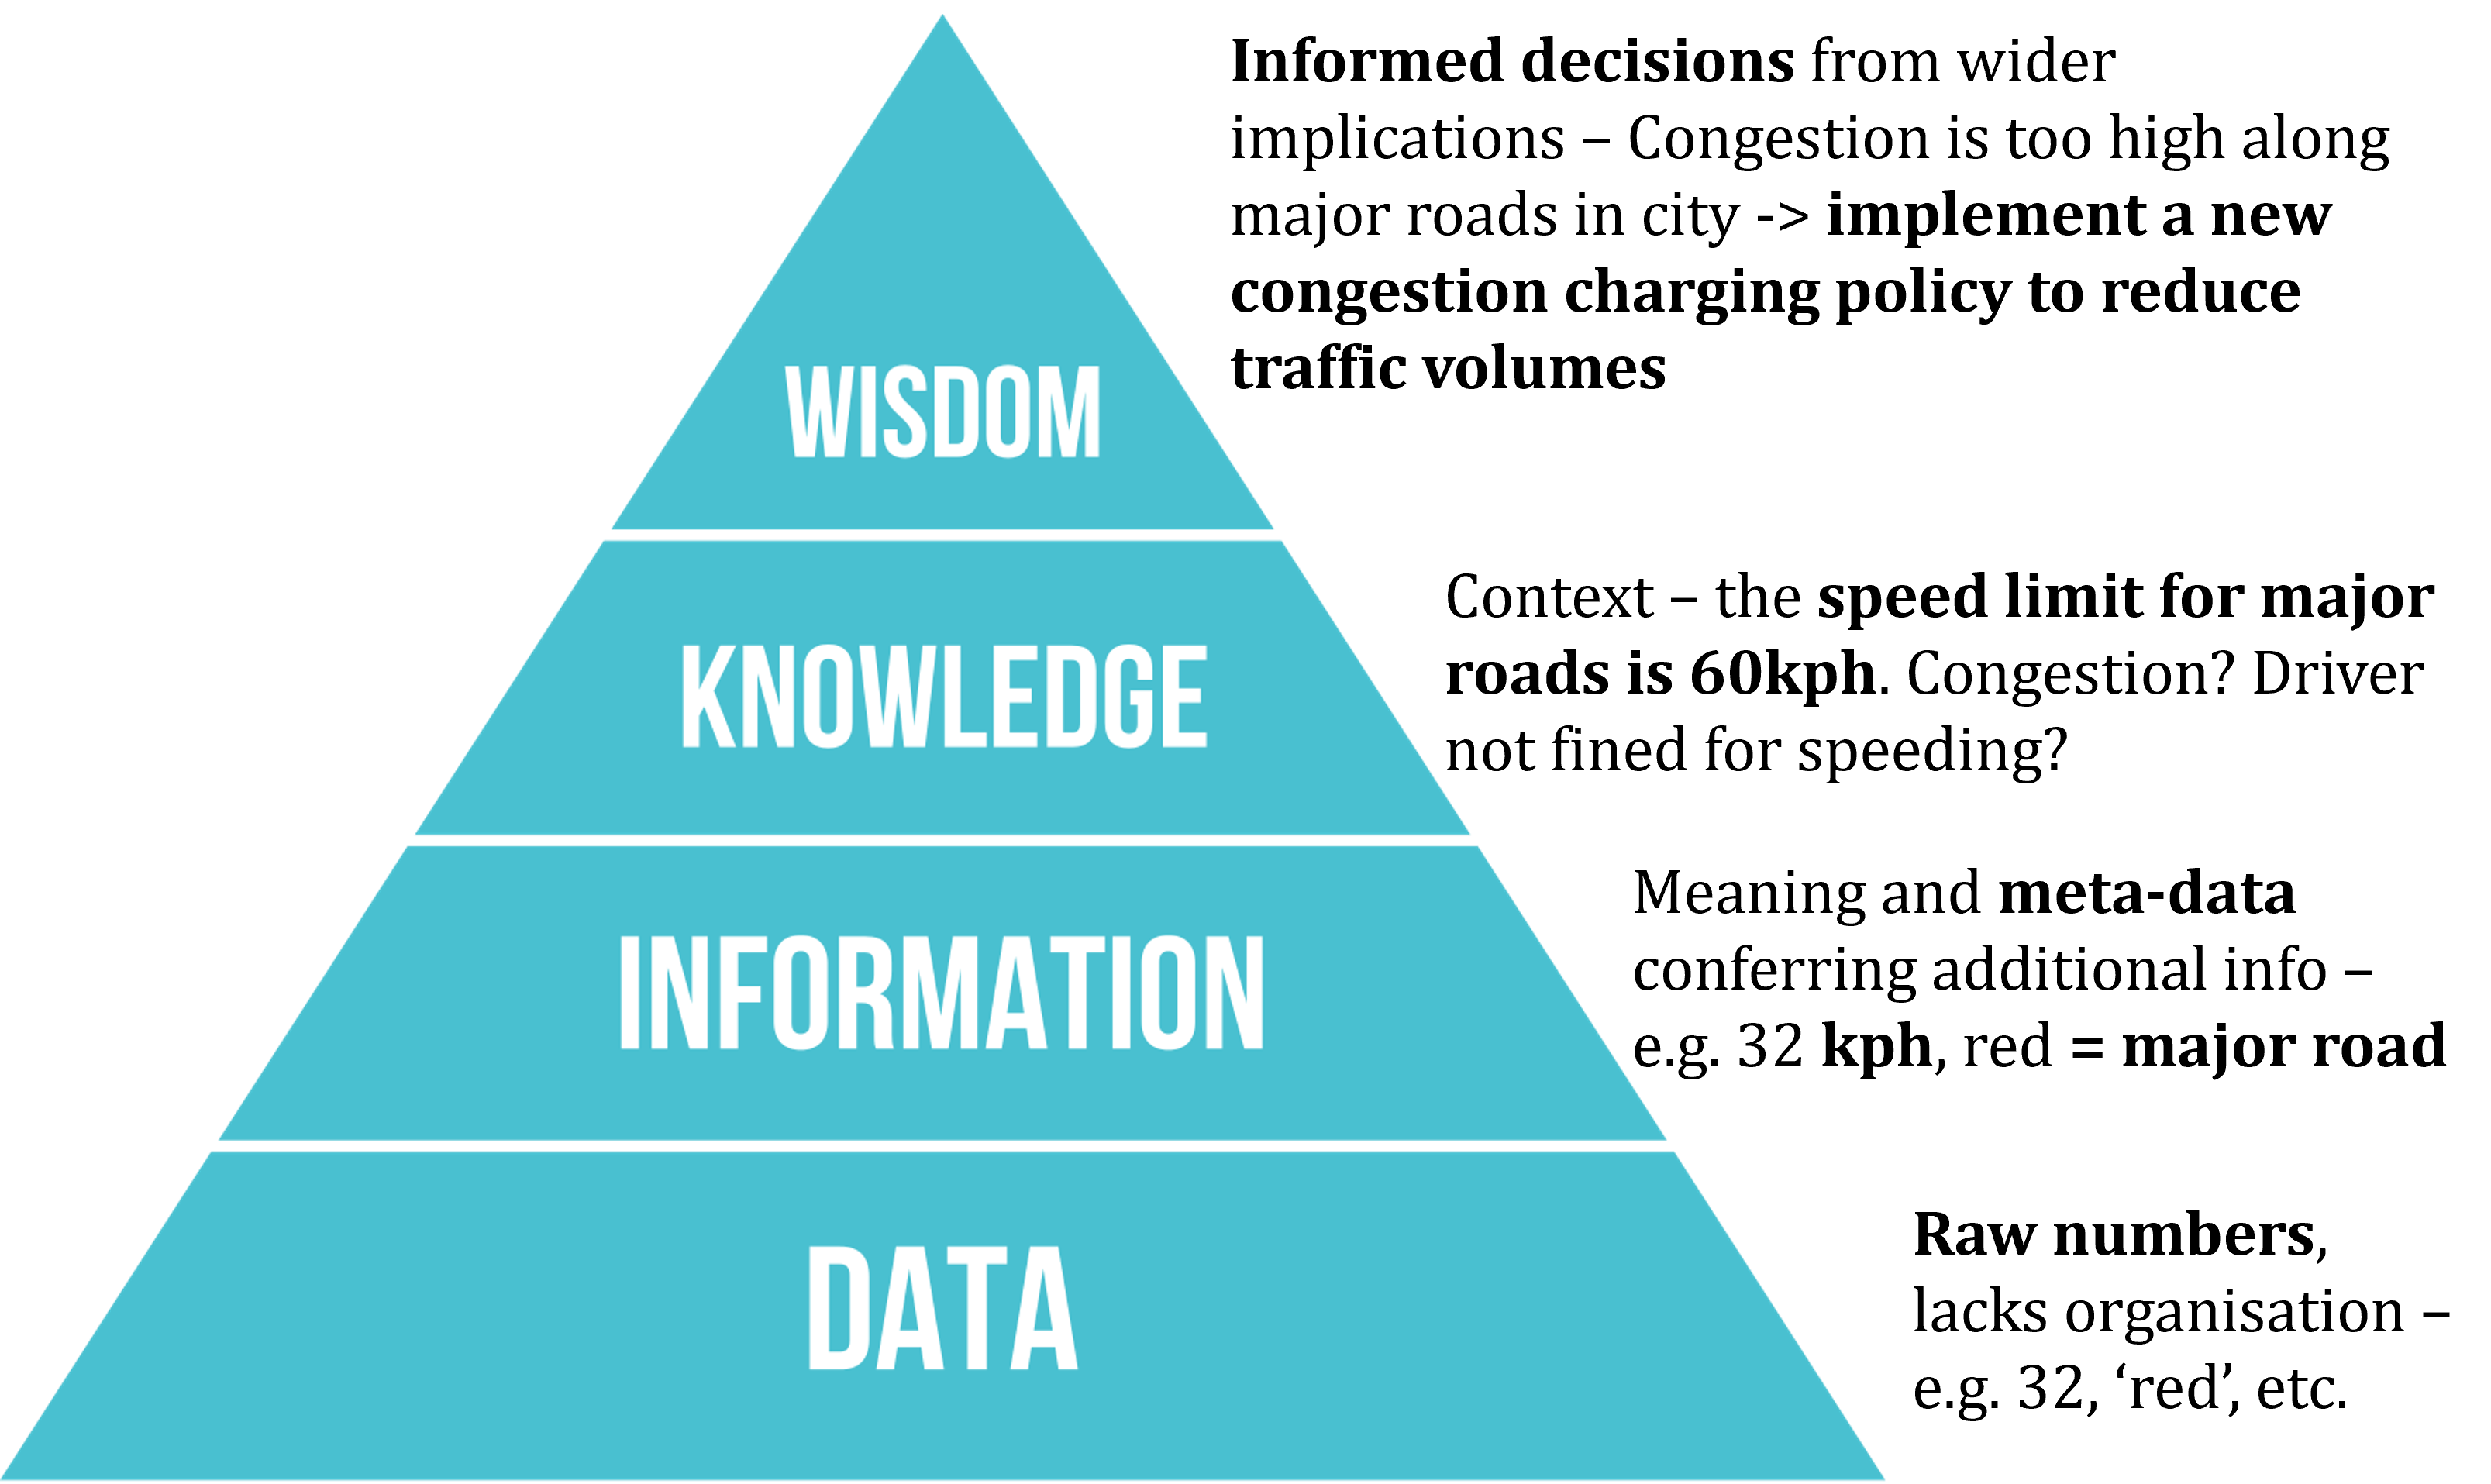 Informed decisions from wider
implications – Congestion is too high along
major roads in city -> implement a new
congestion charging policy to reduce
traffic volumes
WISDOM
Context – the speed limit for major
roads is 60kph. Congestion? Driver
not fined for speeding?
KNOWLEDGE
Meaning and meta-data
conferring additional info –
e.g. 32 kph, red = major road
INFORMATION
Raw numbers,
lacks organisation –
e.g. 32, ‘red’, etc.
DATA